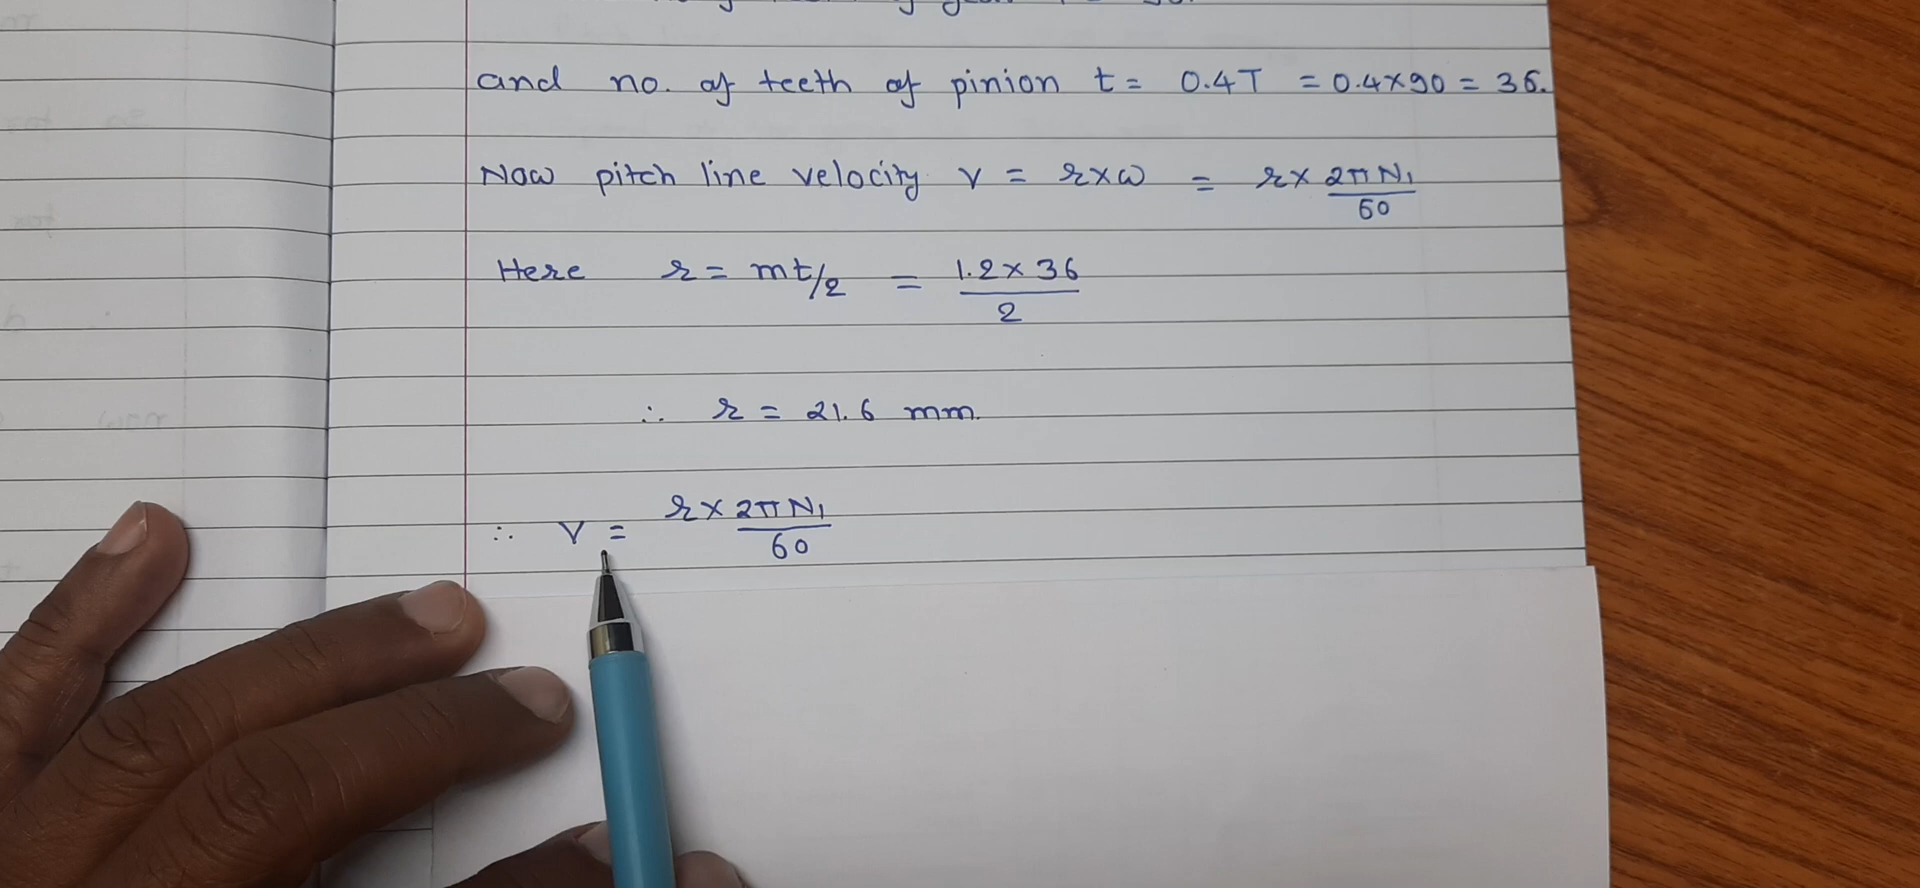 and no. of teeth of pinion t = 0.4T = 0.4×90 = 36.
Now pitch line velocity v = r×ω = r× 2πN₁/60
Here r = mt/2 = 1.2×36/2
∴ r = 21.6 mm.
∴ v = r× 2πN₁/60